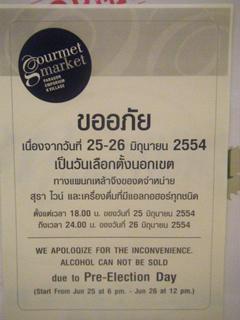 Gourmet
market
PARAGON
EMPORIUM
K VILLAGE
ขออภัย
เนื่องจากวันที่ 25-26 มิถุนายน 2554
เป็นวันเลือกตั้งนอกเขต
ทางแผนกเหล้าจึงงดจำหน่าย
สุรา ไวน์ และเครื่องดื่มที่มีแอลกอฮอร์ทุกชนิด
ตั้งแต่เวลา 18.00 น. ของวันที่ 25 มิถุนายน 2554
ถึงเวลา 24.00 น. ของวันที่ 26 มิถุนายน 2554
WE APOLOGIZE FOR THE INCONVENIENCE.
ALCOHOL CAN NOT BE SOLD
due to Pre-Election Day
(Start From Jun 25 at 6 pm. - Jun 26 at 12 pm.)